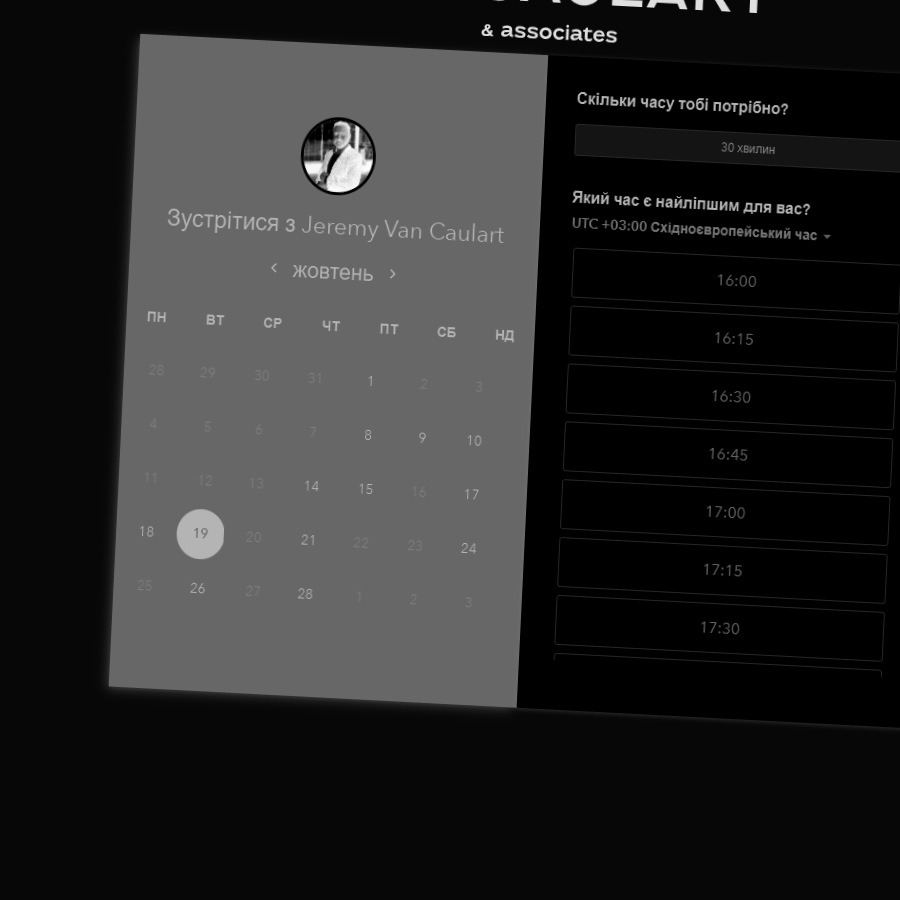 & associates
Зустрітися з Jeremy Van Caulart
‹ жовтень ›
ПН ВТ СР ЧТ ПТ СБ НД
28 29 30 31 1 2 3
4 5 6 7 8 9 10
11 12 13 14 15 16 17
18 19 20 21 22 23 24
25 26 27 28 1 2 3
Скільки часу тобі потрібно?
30 хвилин
Який час є найліпшим для вас?
UTC +03:00 Східноєвропейський час
16:00
16:15
16:30
16:45
17:00
17:15
17:30